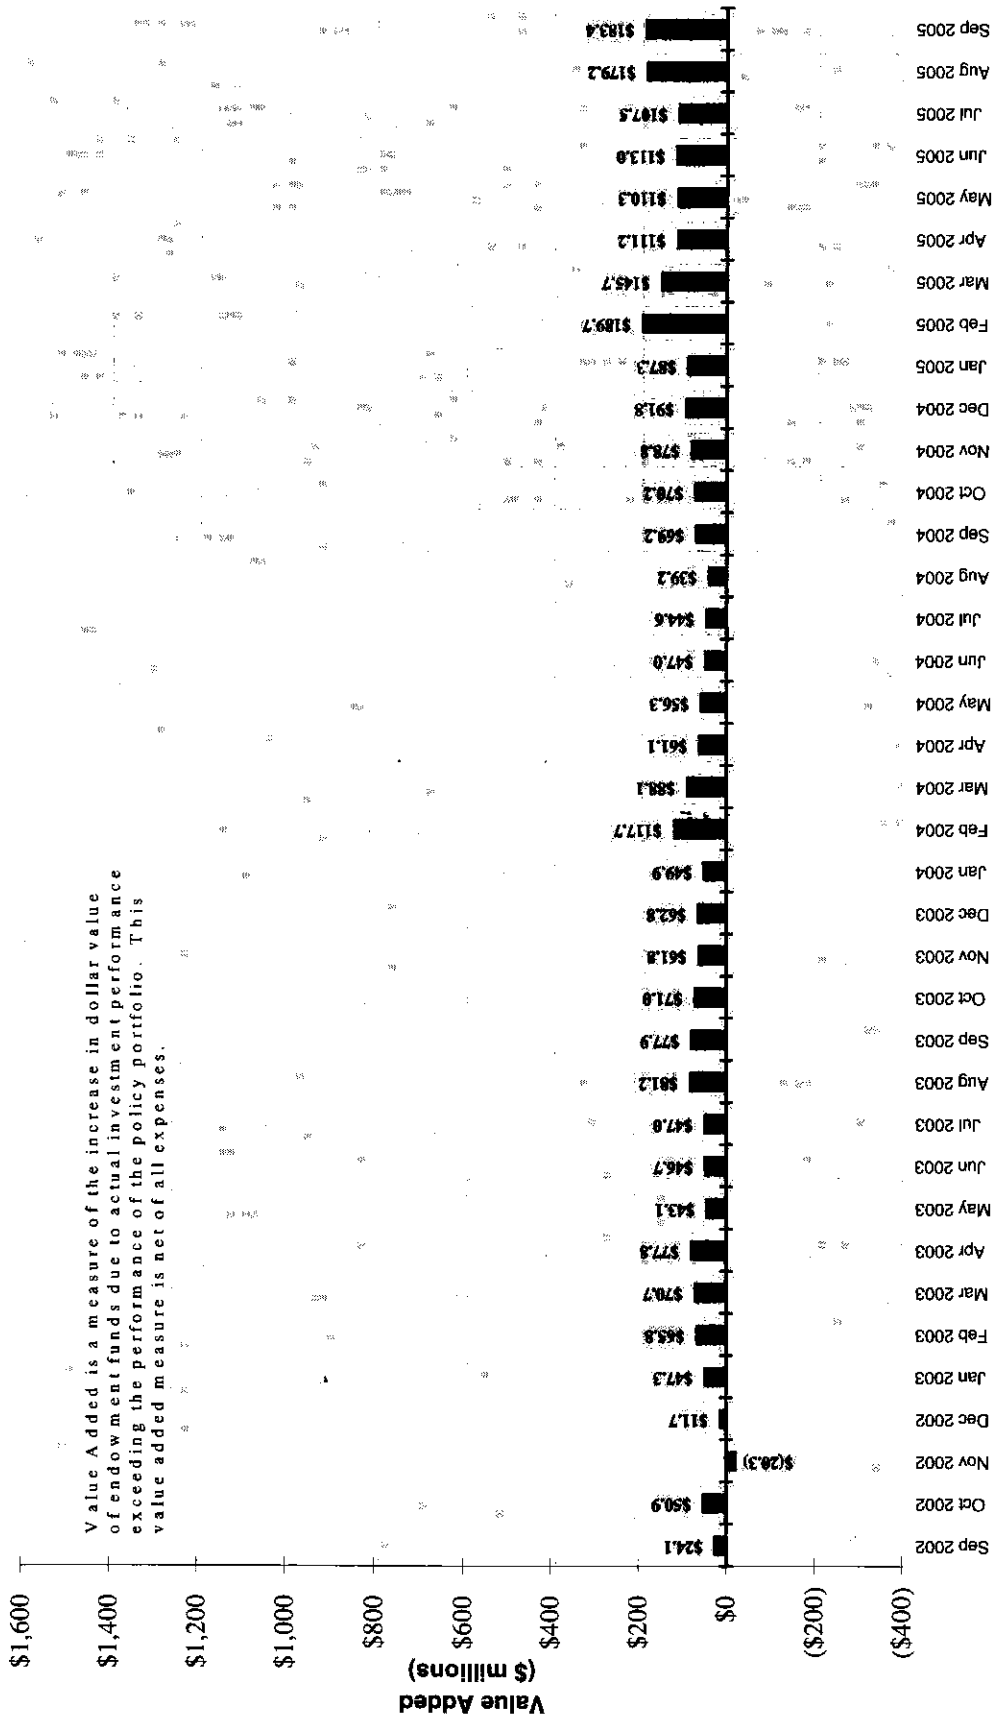 Value Added
($ millions)
$1,600
$1,400
$1,200
$1,000
$800
$600
$400
$200
$0
($200)
($400)
Value Added is a measure of the increase in dollar value
of endowment funds due to actual investment performance
exceeding the performance of the policy portfolio. This
value added measure is net of all expenses.
$24.1
$50.9
$(28.3)
$11.7
$47.3
$65.8
$70.7
$77.8
$43.1
$46.7
$47.0
$81.2
$77.9
$71.0
$61.8
$62.8
$49.9
$117.7
$88.1
$61.1
$56.3
$47.0
$44.6
$39.2
$69.2
$70.2
$78.8
$91.8
$87.3
$189.7
$145.7
$111.2
$110.3
$113.0
$107.5
$179.2
$183.4
Sep 2002
Oct 2002
Nov 2002
Dec 2002
Jan 2003
Feb 2003
Mar 2003
Apr 2003
May 2003
Jun 2003
Jul 2003
Aug 2003
Sep 2003
Oct 2003
Nov 2003
Dec 2003
Jan 2004
Feb 2004
Mar 2004
Apr 2004
May 2004
Jun 2004
Jul 2004
Aug 2004
Sep 2004
Oct 2004
Nov 2004
Dec 2004
Jan 2005
Feb 2005
Mar 2005
Apr 2005
May 2005
Jun 2005
Jul 2005
Aug 2005
Sep 2005